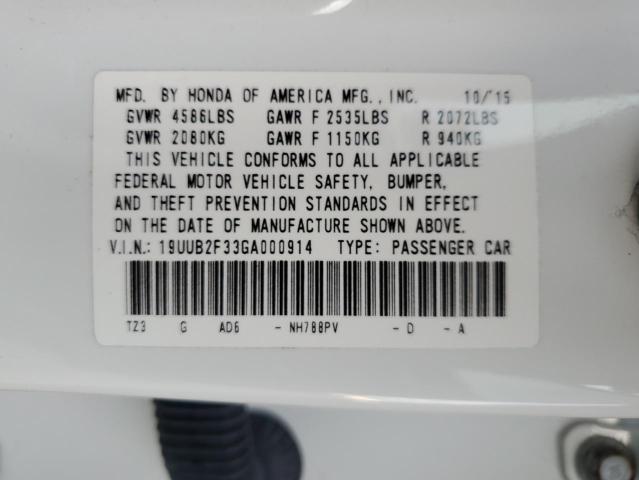 MFD. BY HONDA OF AMERICA MFG., INC. 10/15
GVWR 4586LBS GAWR F 2535LBS R 2072LBS
GVWR 2080KG GAWR F 1150KG R 940KG
THIS VEHICLE CONFORMS TO ALL APPLICABLE
FEDERAL MOTOR VEHICLE SAFETY, BUMPER,
AND THEFT PREVENTION STANDARDS IN EFFECT
ON THE DATE OF MANUFACTURE SHOWN ABOVE.
V.I.N.: 19UUB2F33GA000914 TYPE: PASSENGER CAR
TZ3 G AD6 - NH788PV - D - A